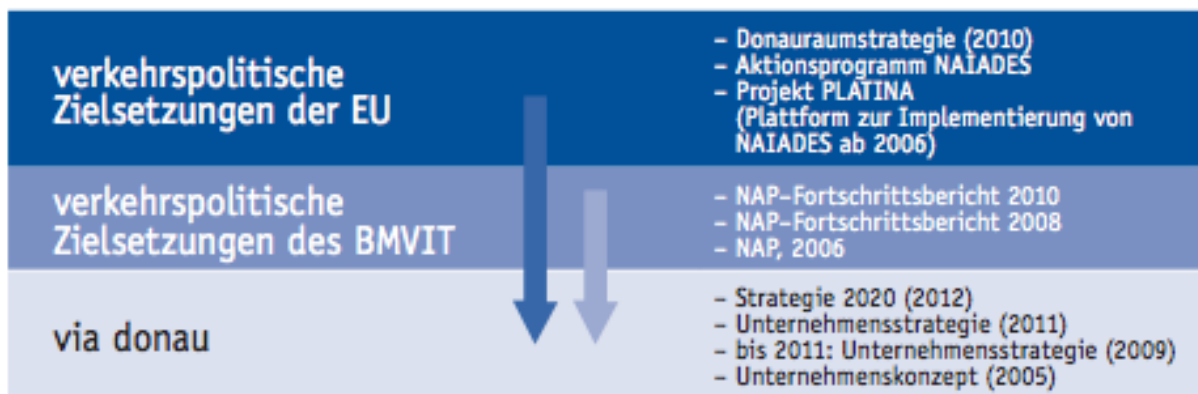 verkehrspolitische
Zielsetzungen der EU
– Donauraumstrategie (2010)
– Aktionsprogramm NAIADES
– Projekt PLATINA
(Plattform zur Implementierung von
NAIADES ab 2006)
verkehrspolitische
Zielsetzungen des BMVIT
– NAP-Fortschrittsbericht 2010
– NAP-Fortschrittsbericht 2008
– NAP, 2006
via donau
– Strategie 2020 (2012)
– Unternehmensstrategie (2011)
– bis 2011: Unternehmensstrategie (2009)
– Unternehmenskonzept (2005)